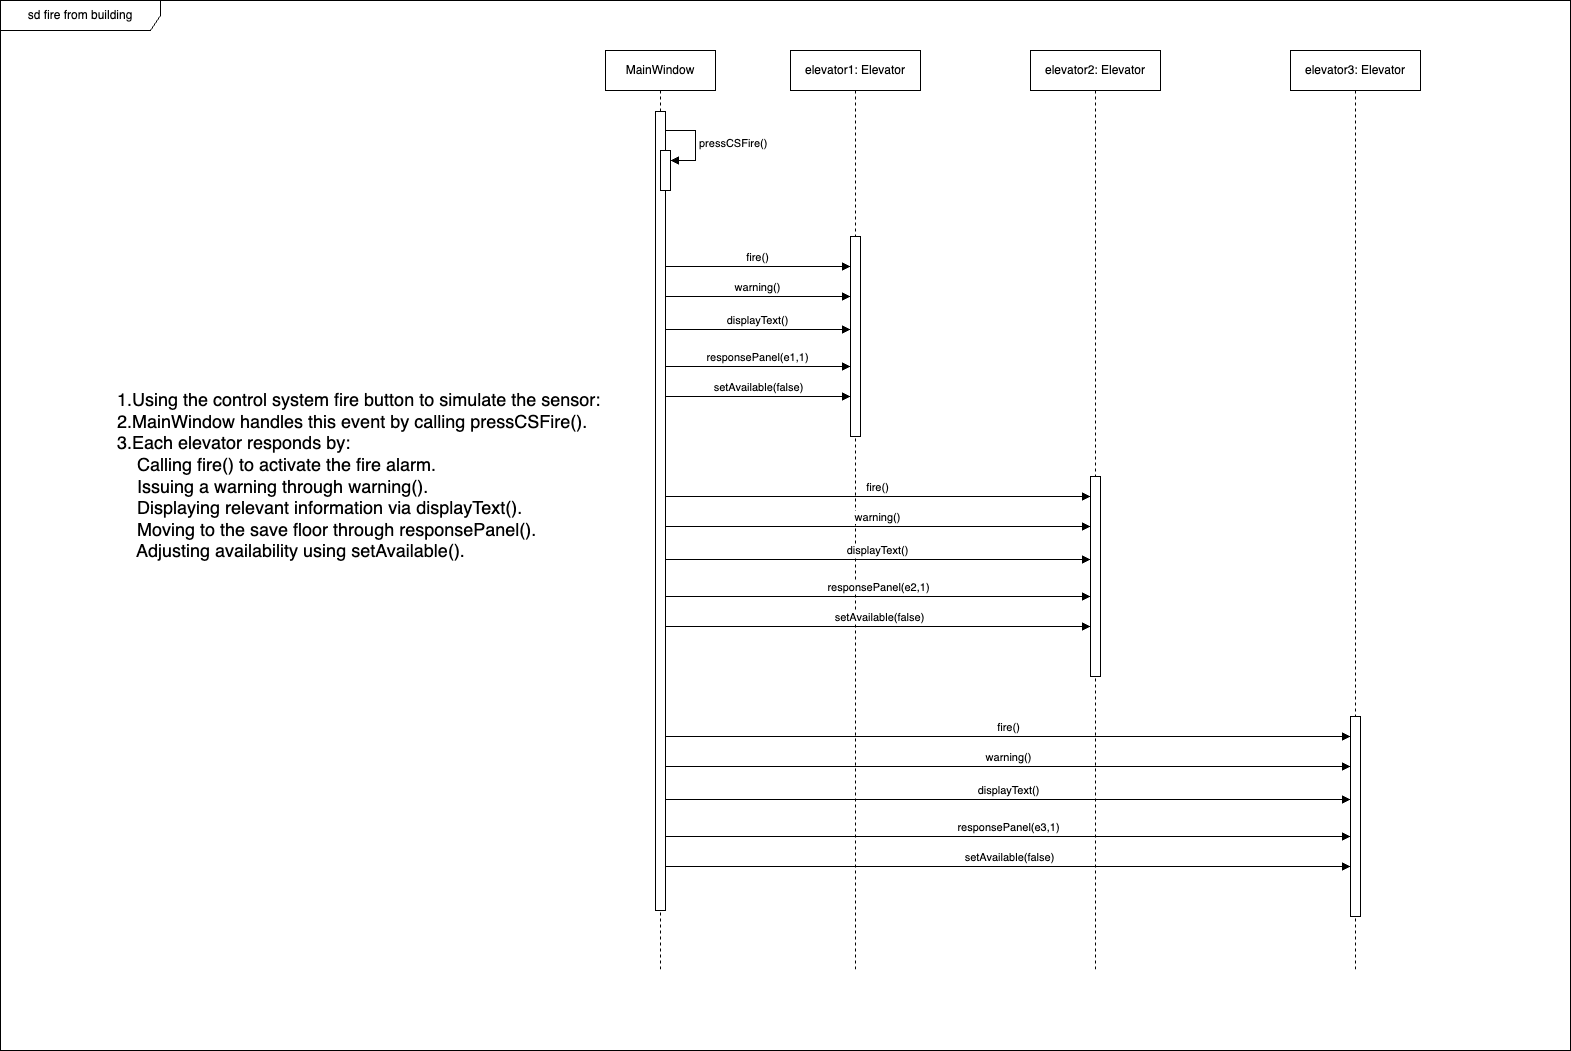 sd fire from building
MainWindow
elevator1: Elevator
elevator2: Elevator
elevator3: Elevator
pressCSFire()
fire()
warning()
displayText()
responsePanel(e1,1)
setAvailable(false)
1.Using the control system fire button to simulate the sensor:
2.MainWindow handles this event by calling pressCSFire().
3.Each elevator responds by:
Calling fire() to activate the fire alarm.
Issuing a warning through warning().
Displaying relevant information via displayText().
Moving to the save floor through responsePanel().
Adjusting availability using setAvailable().
fire()
warning()
displayText()
responsePanel(e2,1)
setAvailable(false)
fire()
warning()
displayText()
responsePanel(e3,1)
setAvailable(false)